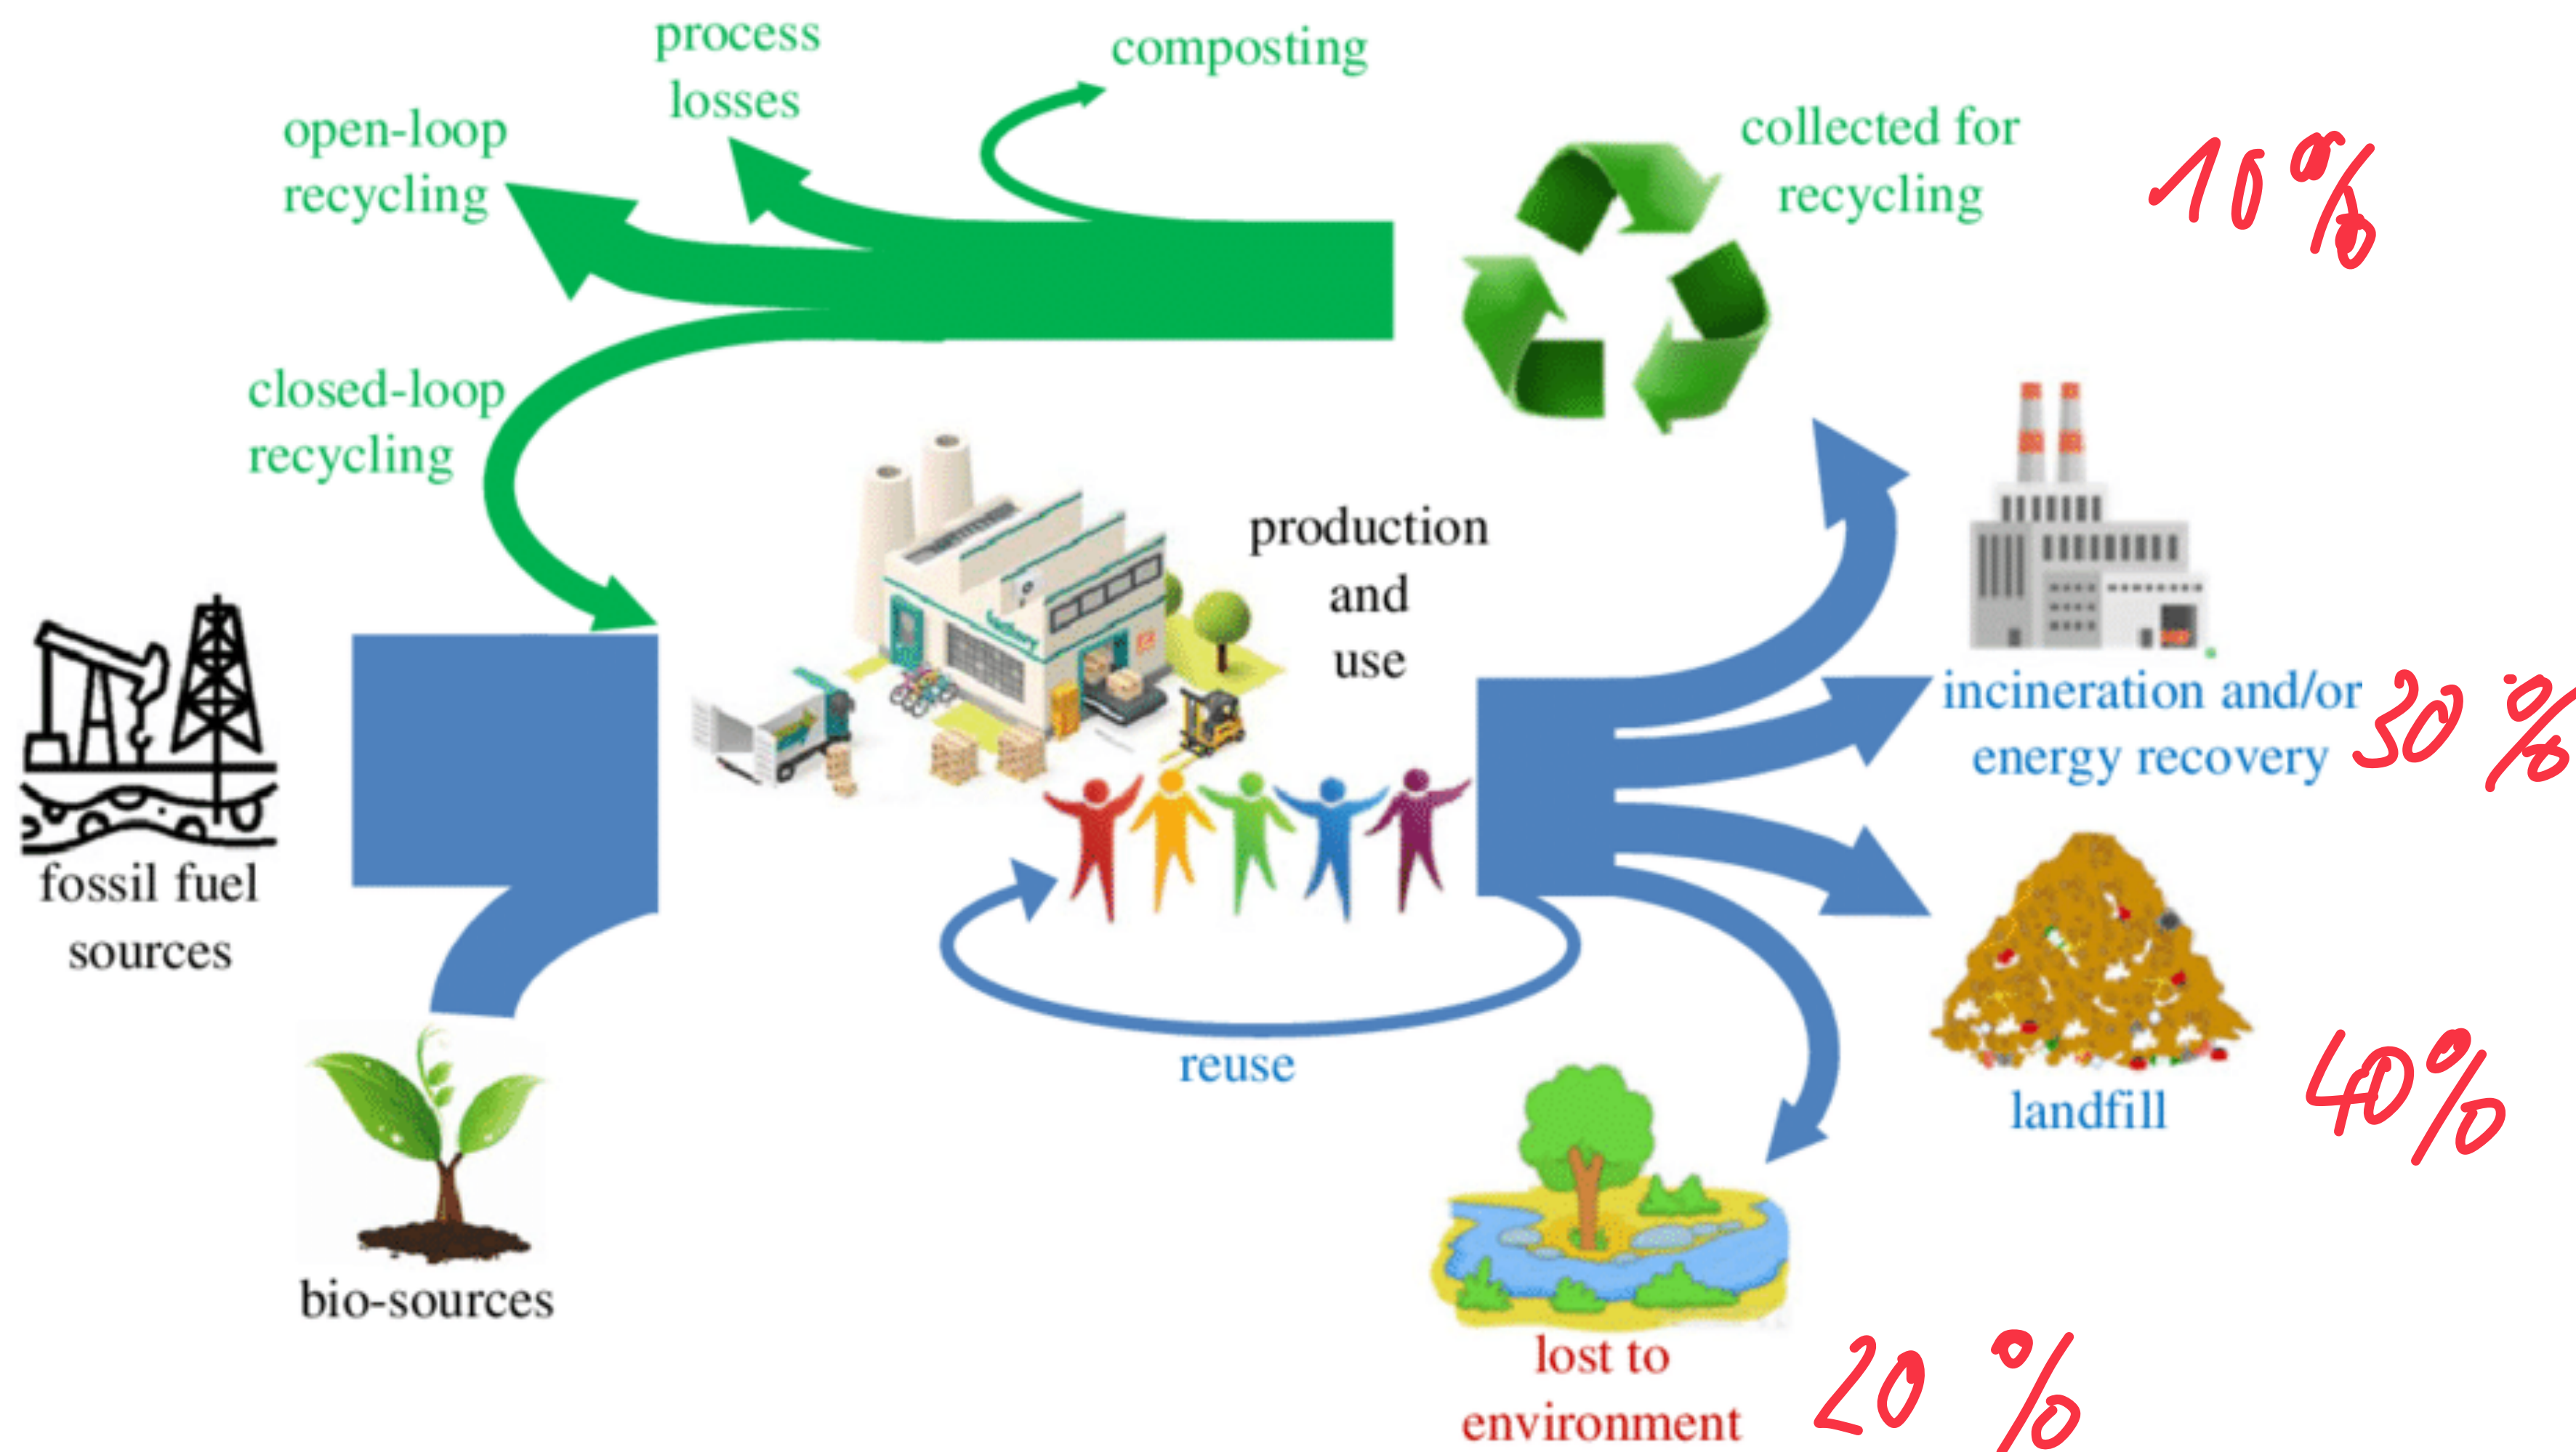 process
losses
composting
open-loop
recycling
collected for
recycling
10%
closed-loop
recycling
production
and
use
factory
fossil fuel
sources
incineration and/or
energy recovery
30%
reuse
landfill
40%
bio-sources
lost to
environment
20%